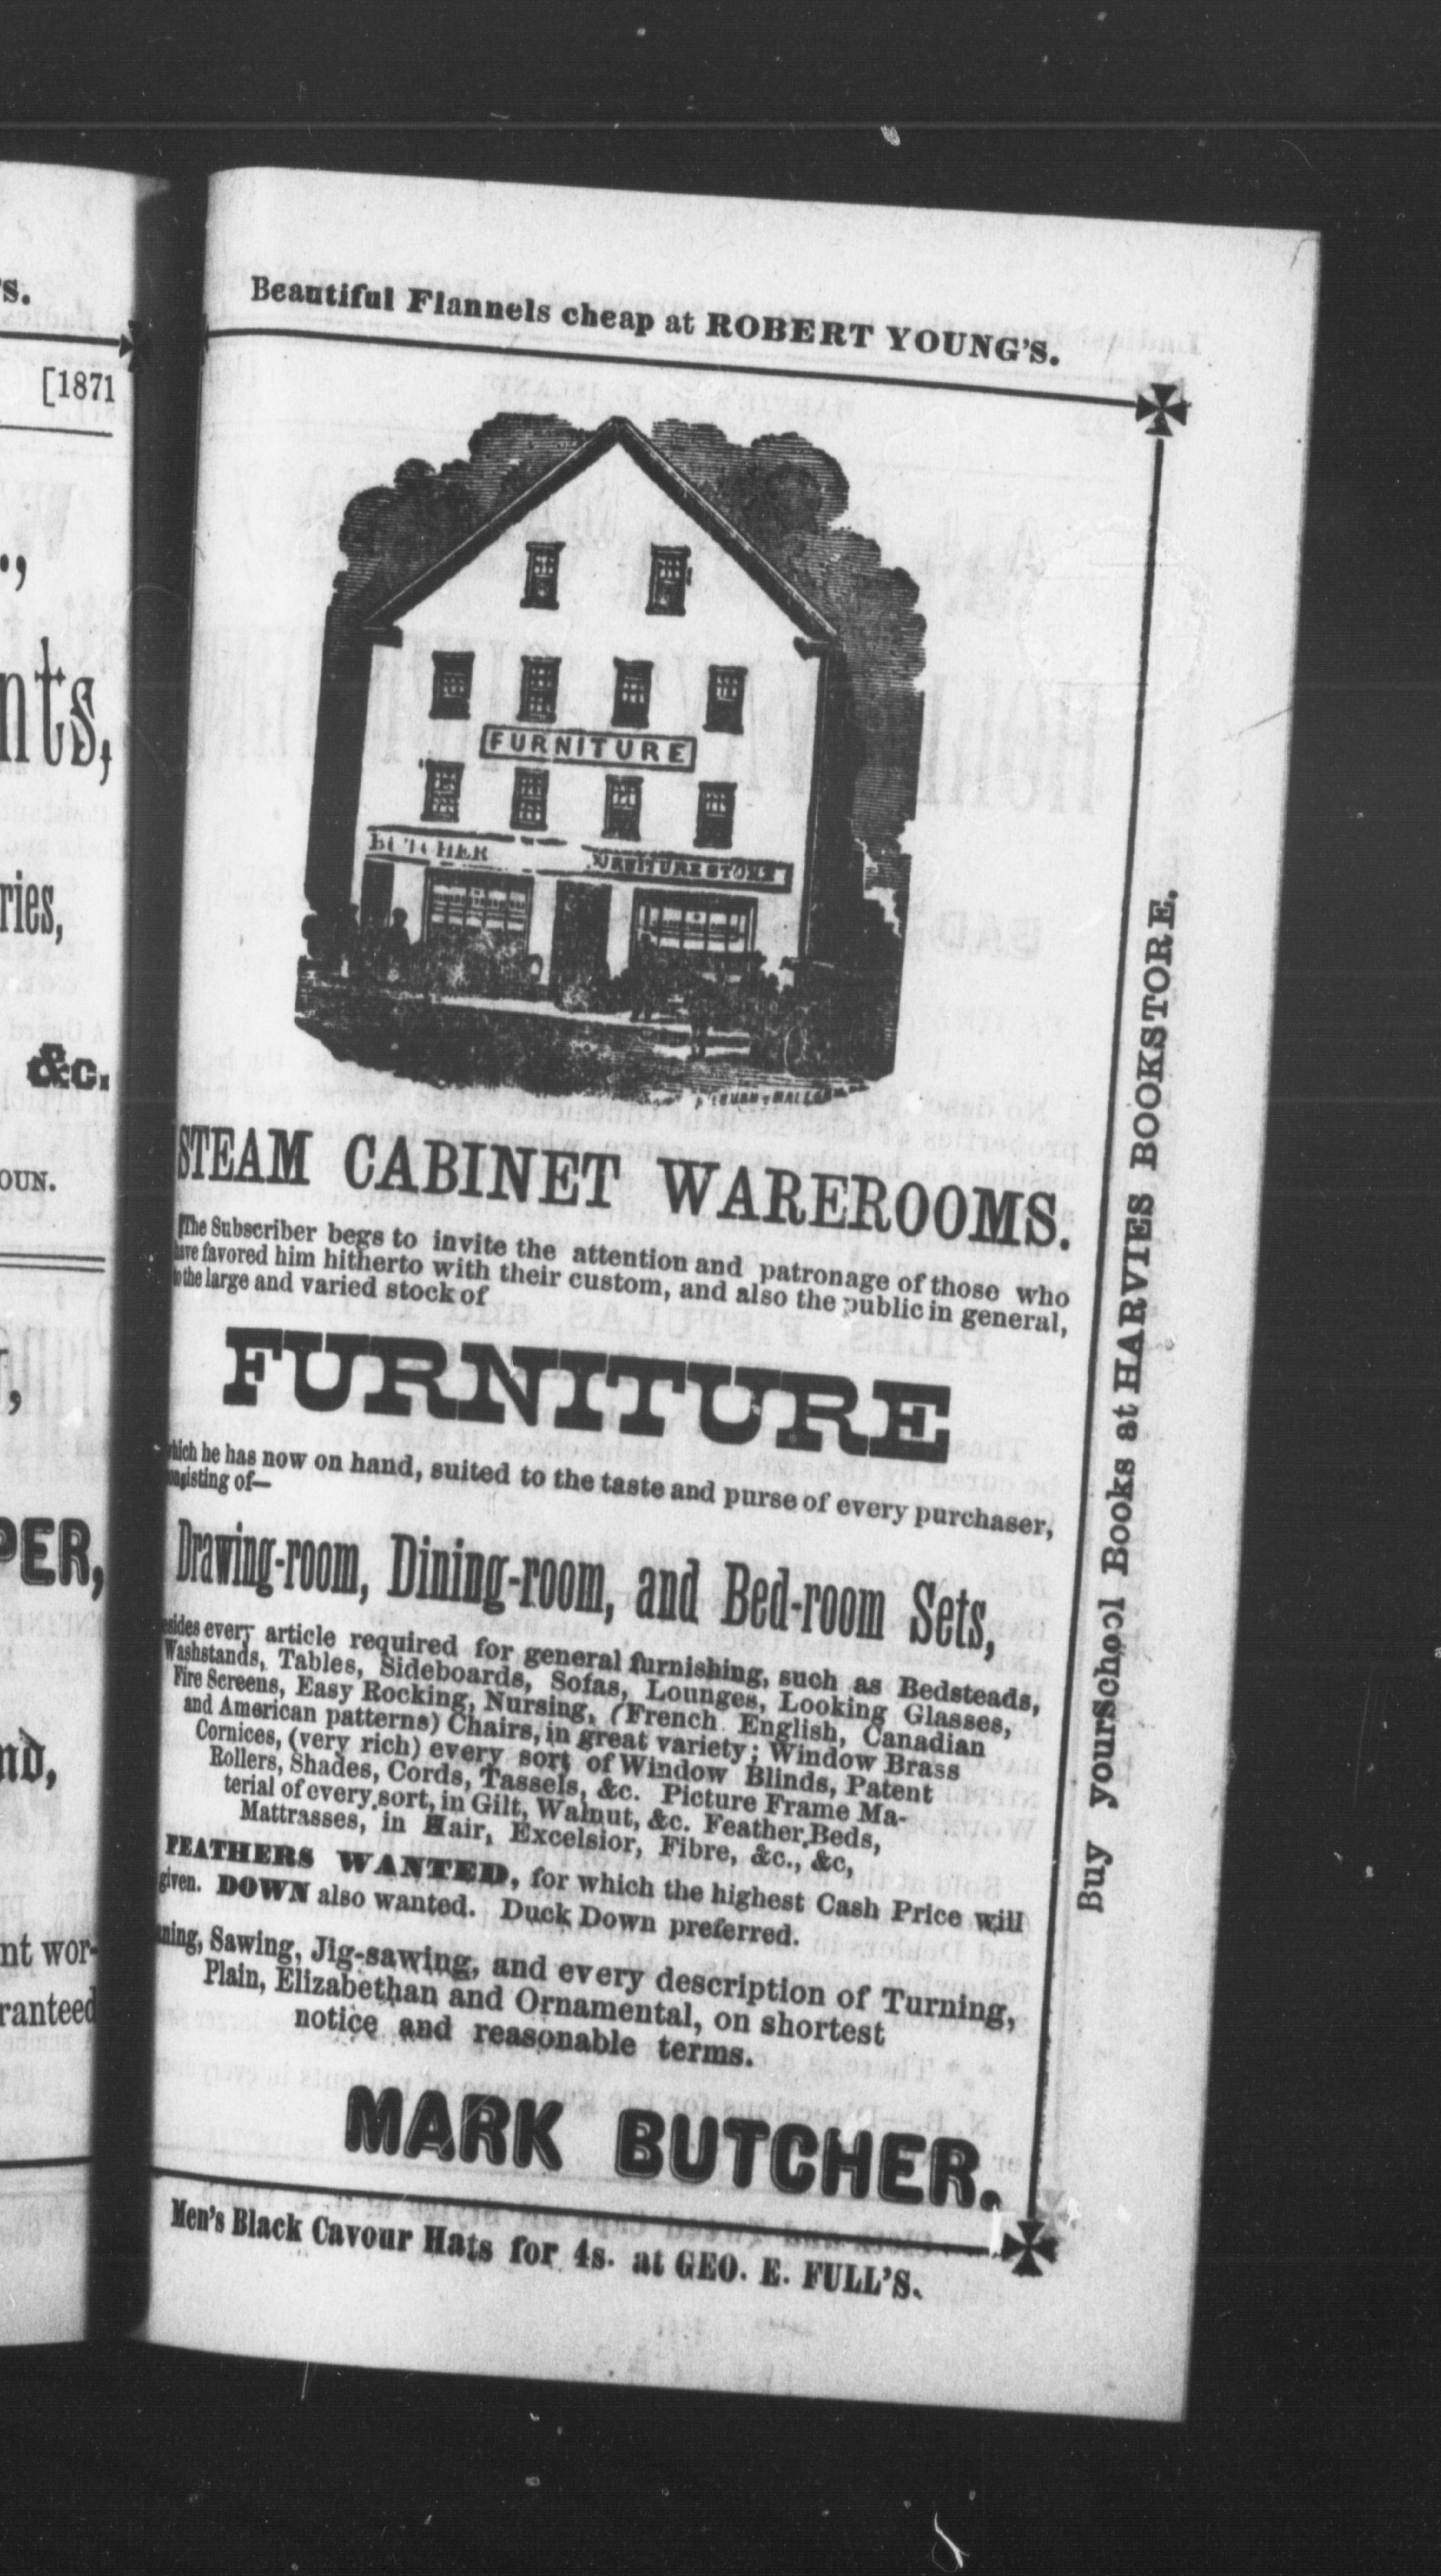 's.
[1871
.,
nts,
ries,
&c.
OUN.
,
PER,
ND,
nt wor-
ranteed
Beautiful Flannels cheap at ROBERT YOUNG'S.
FURNITURE
BUTCHER
URNITURE STORE
STEAM CABINET WAREROOMS.
The Subscriber begs to invite the attention and patronage of those who
have favored him hitherto with their custom, and also the public in general,
to the large and varied stock of
FURNITURE
which he has now on hand, suited to the taste and purse of every purchaser,
consisting of—
Drawing-room, Dining-room, and Bed-room Sets,
esides every article required for general furnishing, such as Bedsteads,
Washstands, Tables, Sideboards, Sofas, Lounges, Looking Glasses,
Fire Screens, Easy Rocking, Nursing, (French English, Canadian
and American patterns) Chairs, in great variety; Window Brass
Cornices, (very rich) every sort of Window Blinds, Patent
Rollers, Shades, Cords, Tassels, &c. Picture Frame Ma-
terial of every sort, in Gilt, Walnut, &c. Feather Beds,
Mattrasses, in Hair, Excelsior, Fibre, &c., &c,
FEATHERS WANTED, for which the highest Cash Price will
given. DOWN also wanted. Duck Down preferred.
ning, Sawing, Jig-sawing, and every description of Turning,
Plain, Elizabethan and Ornamental, on shortest
notice and reasonable terms.
MARK BUTCHER.
Men's Black Cavour Hats for 4s. at GEO. E. FULL'S.
Buy your School Books at HARVIES BOOKSTORE.